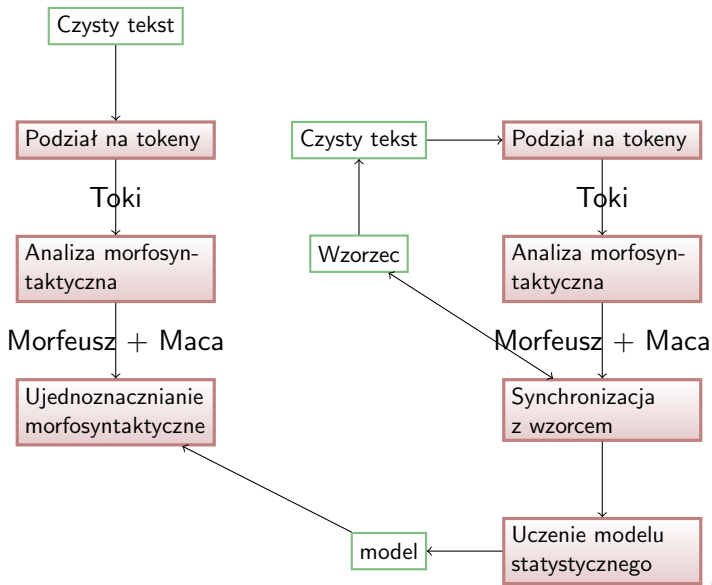 Czysty tekst
Podział na tokeny
Toki
Analiza morfosyn-
taktyczna
Morfeusz + Maca
Ujednoznacznianie
morfosyntaktyczne
Czysty tekst
Wzorzec
Podział na tokeny
Toki
Analiza morfosyn-
taktyczna
Morfeusz + Maca
Synchronizacja
z wzorcem
Uczenie modelu
statystycznego
model